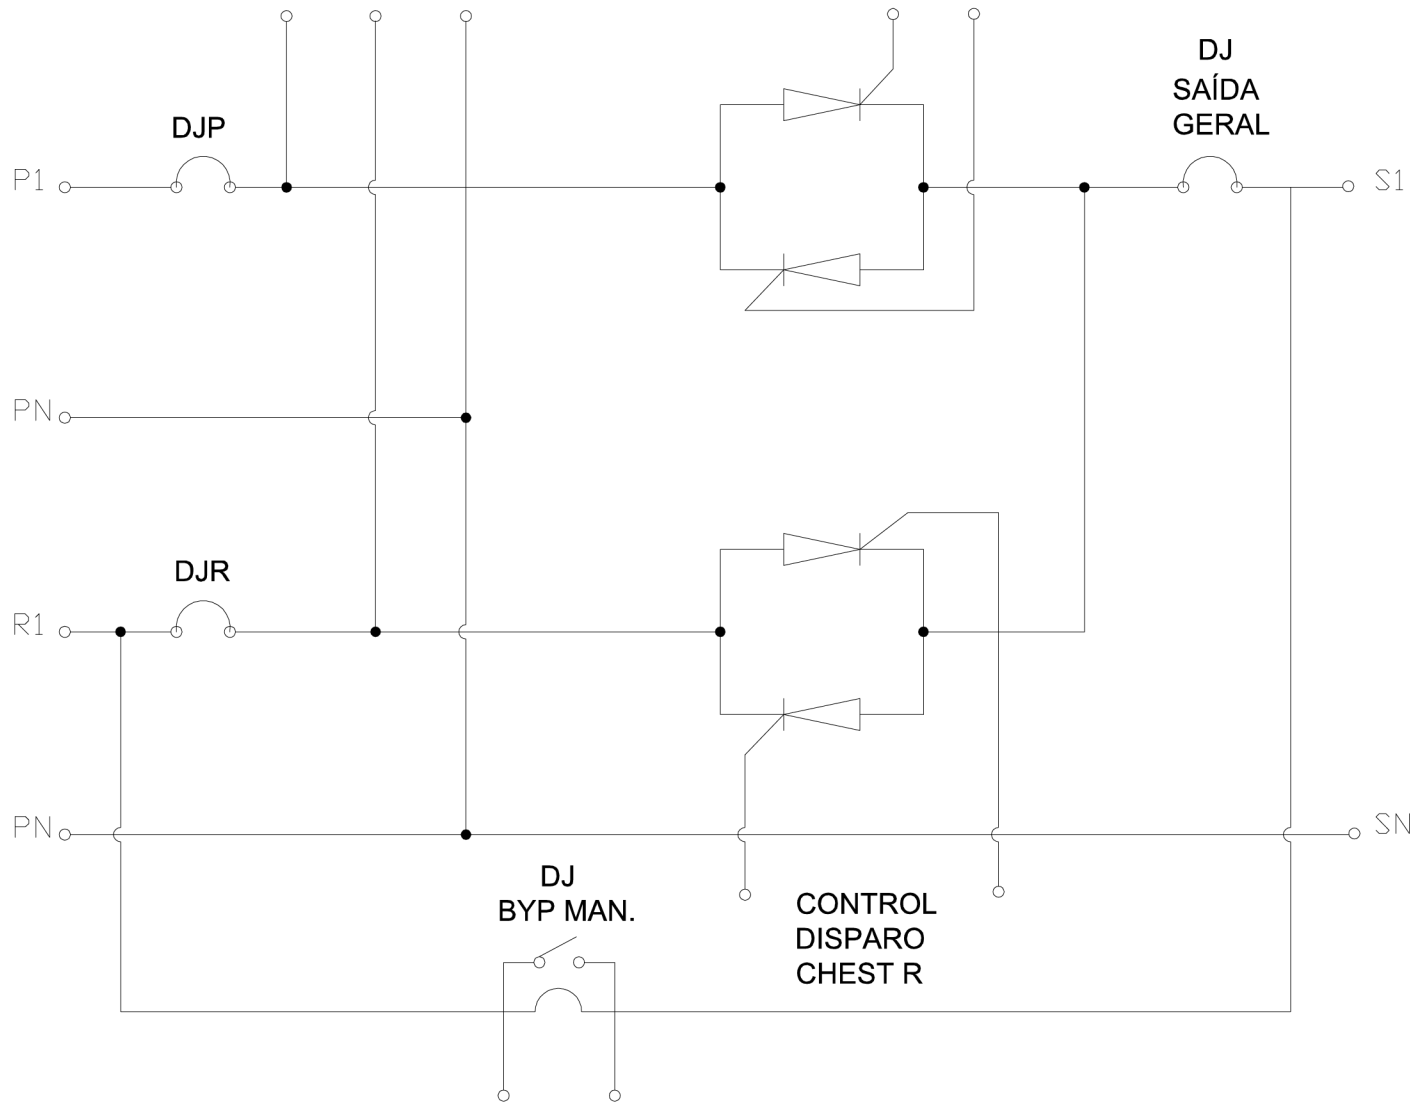 DJ
SAÍDA
GERAL
DJP
P1
S1
PN
DJR
R1
PN
SN
DJ
BYP MAN.
CONTROL
DISPARO
CHEST R